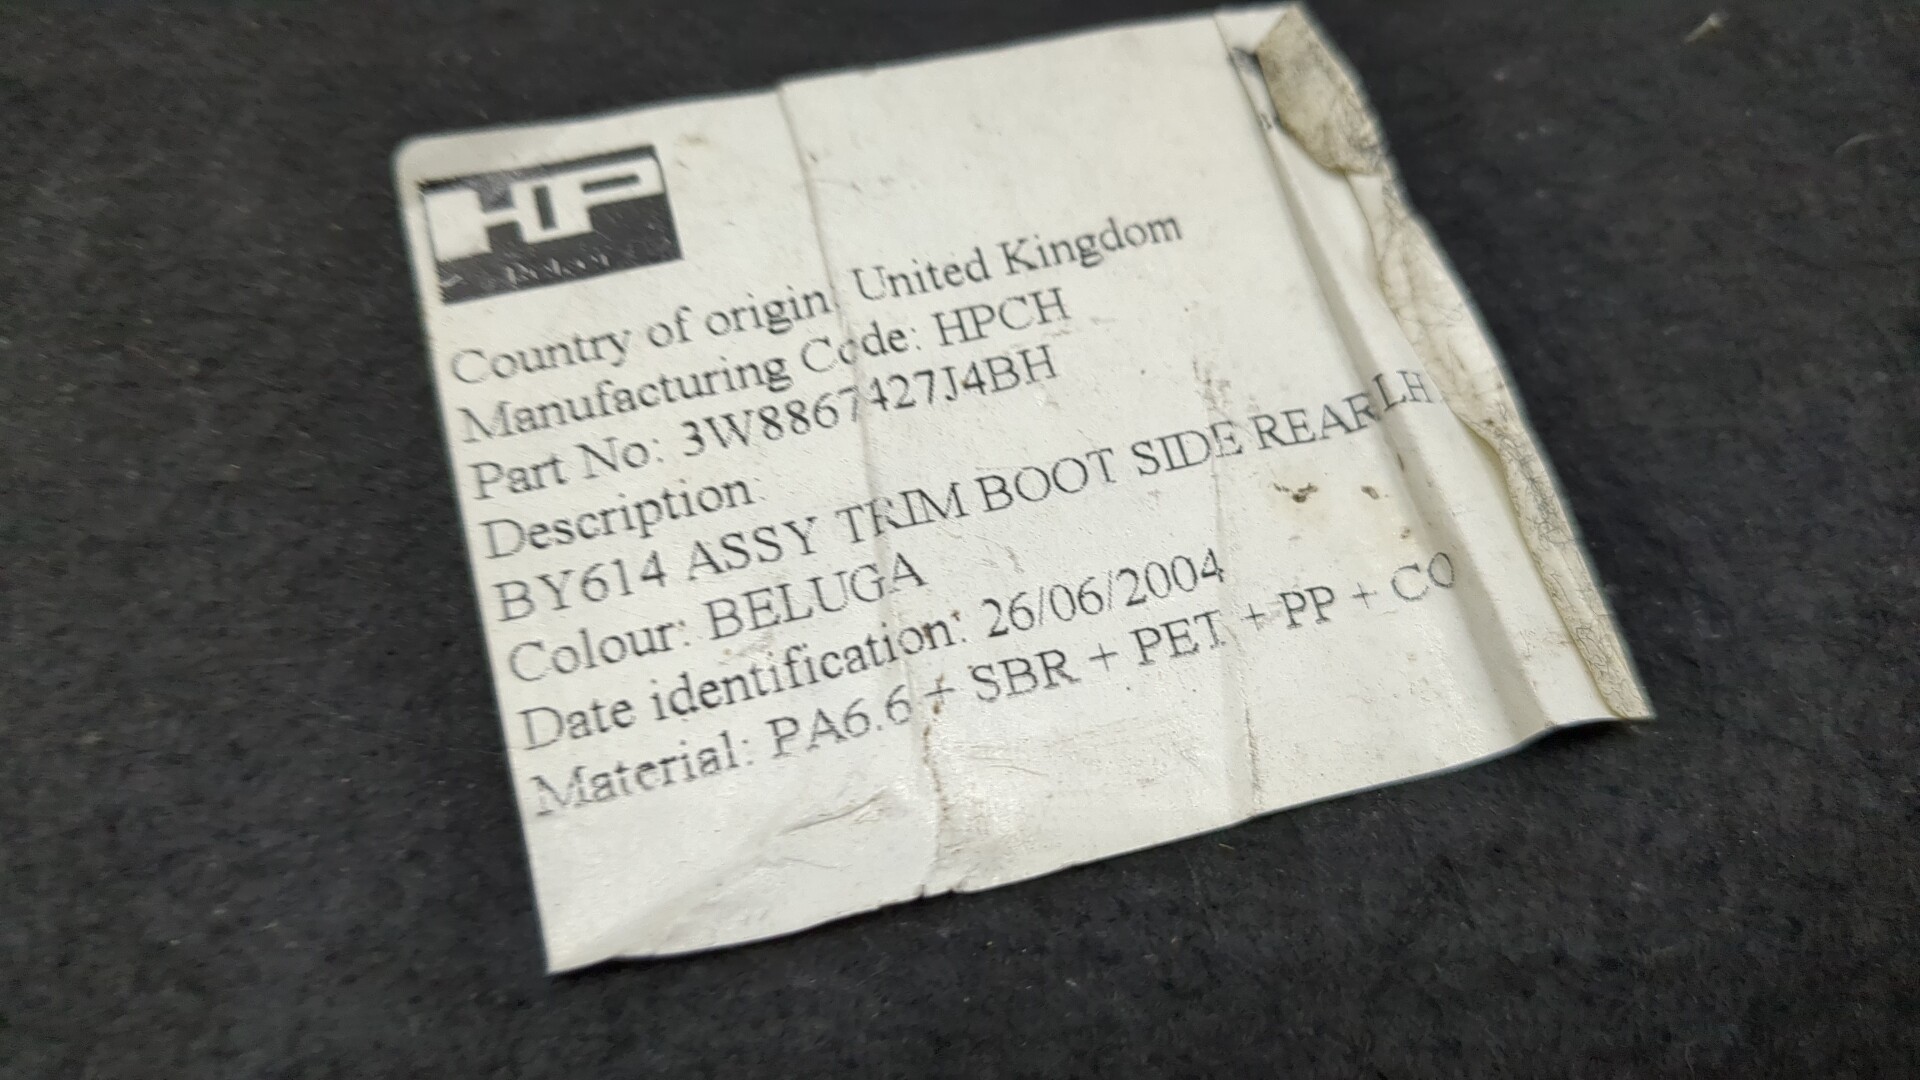 HP
Country of origin: United Kingdom
Manufacturing Code: HPCH
Part No: 3W8867427J4BH
Description
BY614 ASSY TRIM BOOT SIDE REAR LH
Colour: BELUGA
Date identification: 26/06/2004
Material: PA6.6 + SBR + PET + PP + CO